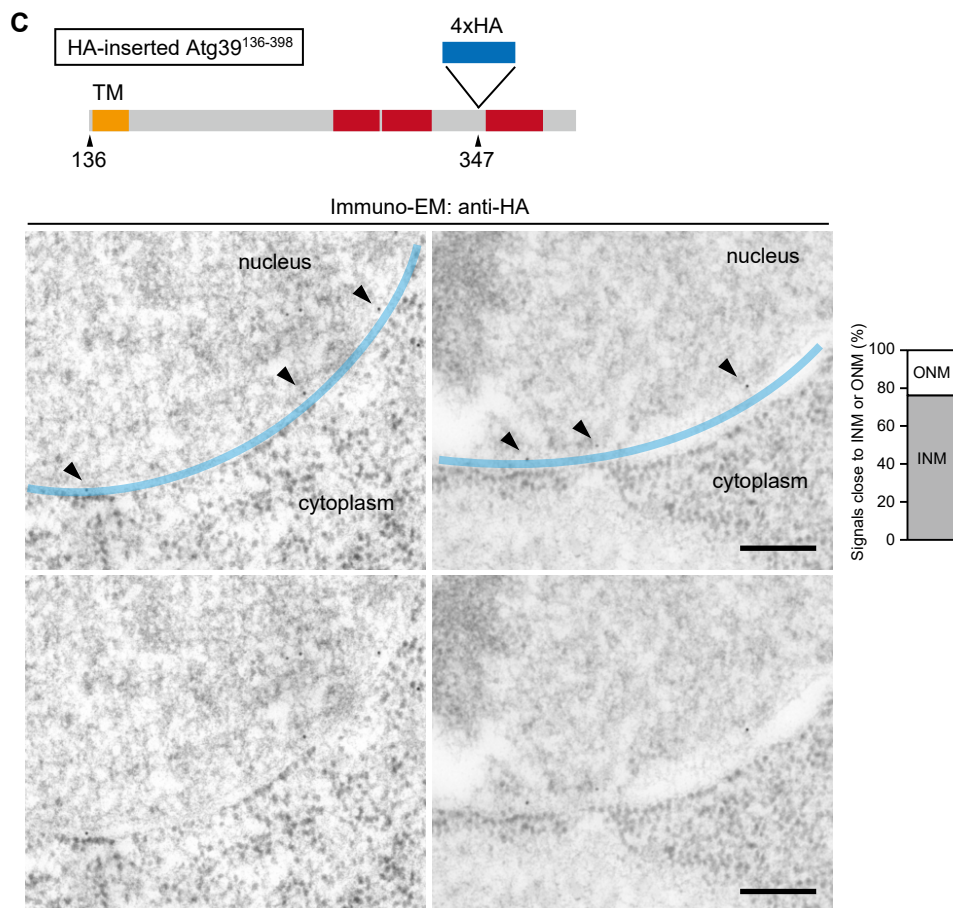 C
4xHA
HA-inserted Atg39136-398
TM
136
347
Immuno-EM: anti-HA
nucleus
nucleus
cytoplasm
cytoplasm
Signals close to INM or ONM (%)
100
80
60
40
20
0
ONM
INM